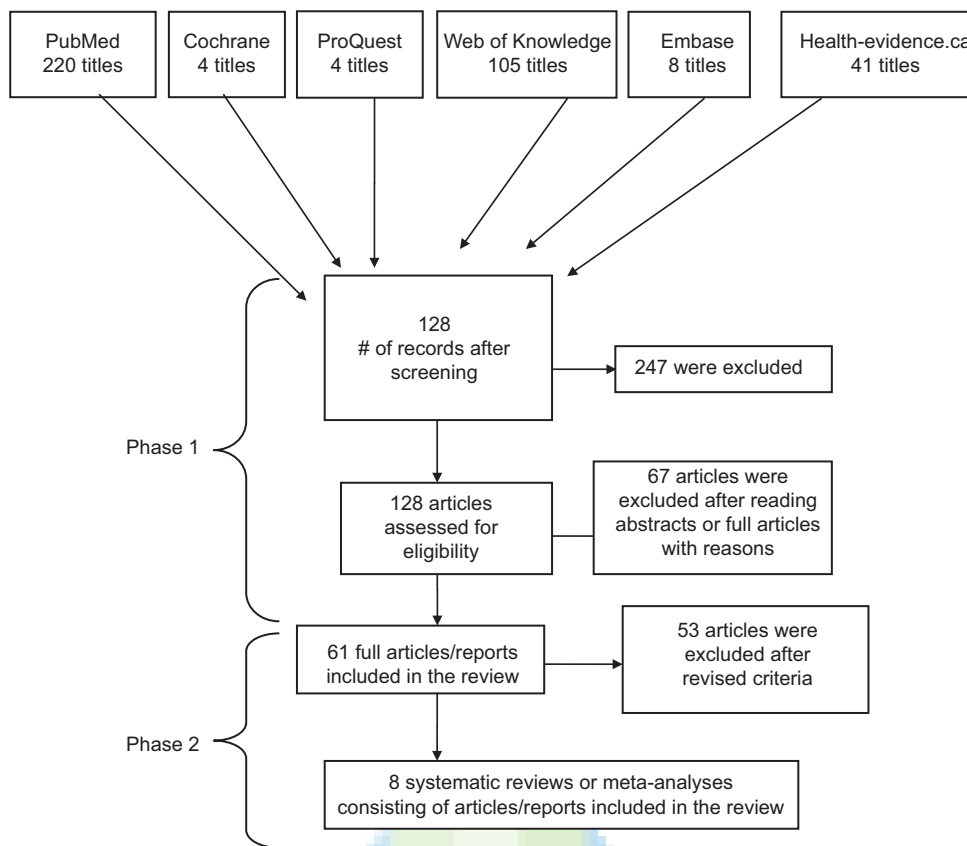 PubMed
220 titles
Cochrane
4 titles
ProQuest
4 titles
Web of Knowledge
105 titles
Embase
8 titles
Health-evidence.ca
41 titles
128
# of records after
screening
247 were excluded
Phase 1
128 articles
assessed for
eligibility
67 articles were
excluded after reading
abstracts or full articles
with reasons
61 full articles/reports
included in the review
53 articles were
excluded after
revised criteria
Phase 2
8 systematic reviews or meta-analyses
consisting of articles/reports included in the review